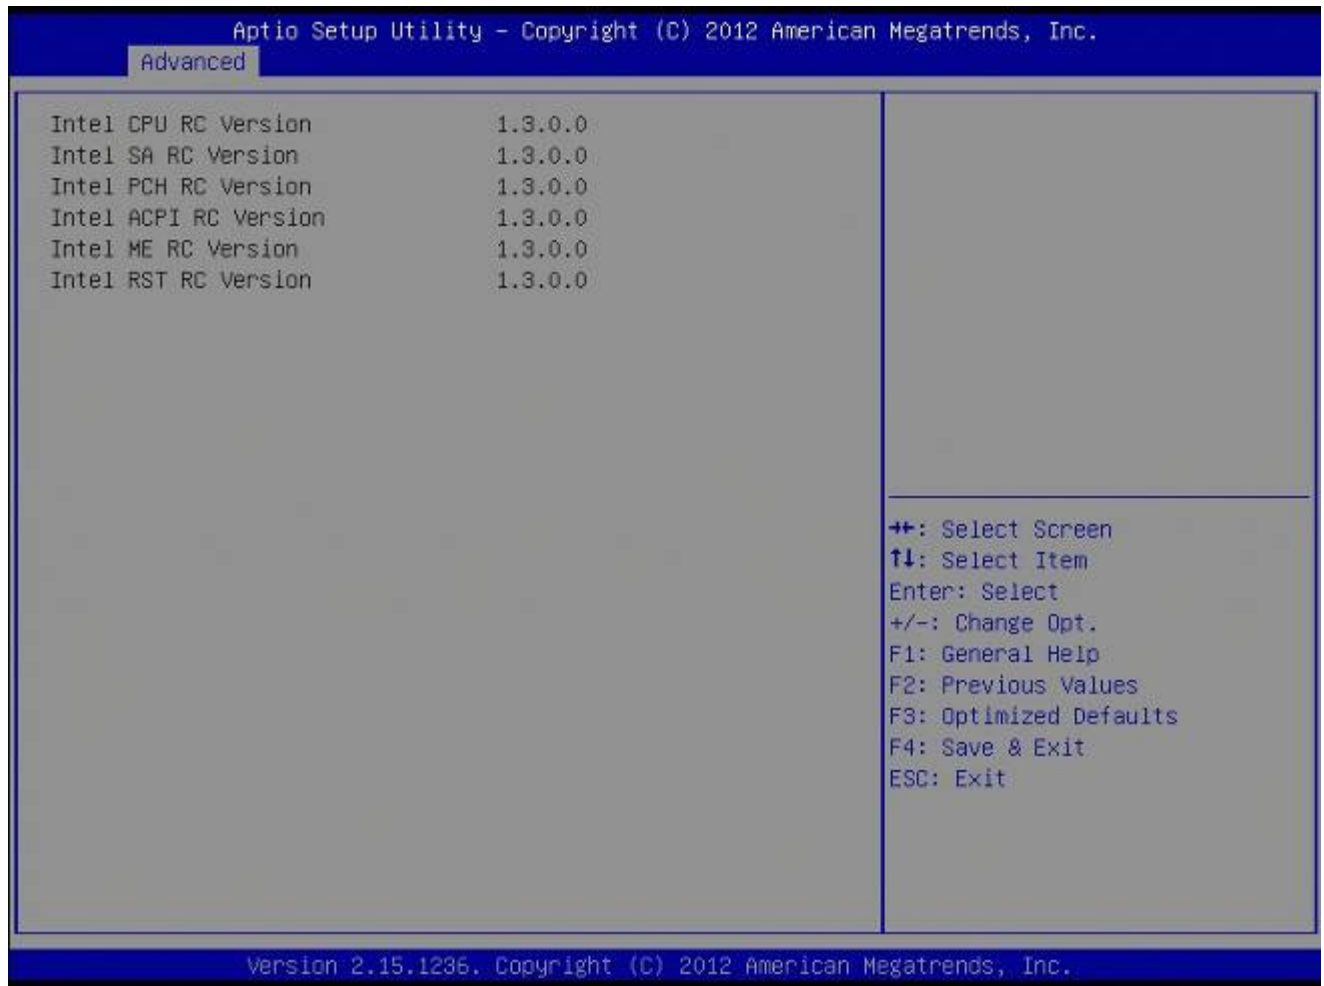 Aptio Setup Utility – Copyright (C) 2012 American Megatrends, Inc.
Advanced
Intel CPU RC Version 1.3.0.0
Intel SA RC Version 1.3.0.0
Intel PCH RC Version 1.3.0.0
Intel ACPI RC Version 1.3.0.0
Intel ME RC Version 1.3.0.0
Intel RST RC Version 1.3.0.0
→←: Select Screen
↑↓: Select Item
Enter: Select
+/-: Change Opt.
F1: General Help
F2: Previous Values
F3: Optimized Defaults
F4: Save & Exit
ESC: Exit
Version 2.15.1236. Copyright (C) 2012 American Megatrends, Inc.